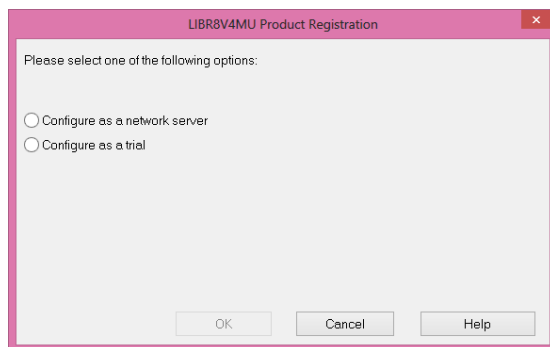 LIBR8V4MU Product Registration
Please select one of the following options:
Configure as a network server
Configure as a trial
OK Cancel Help